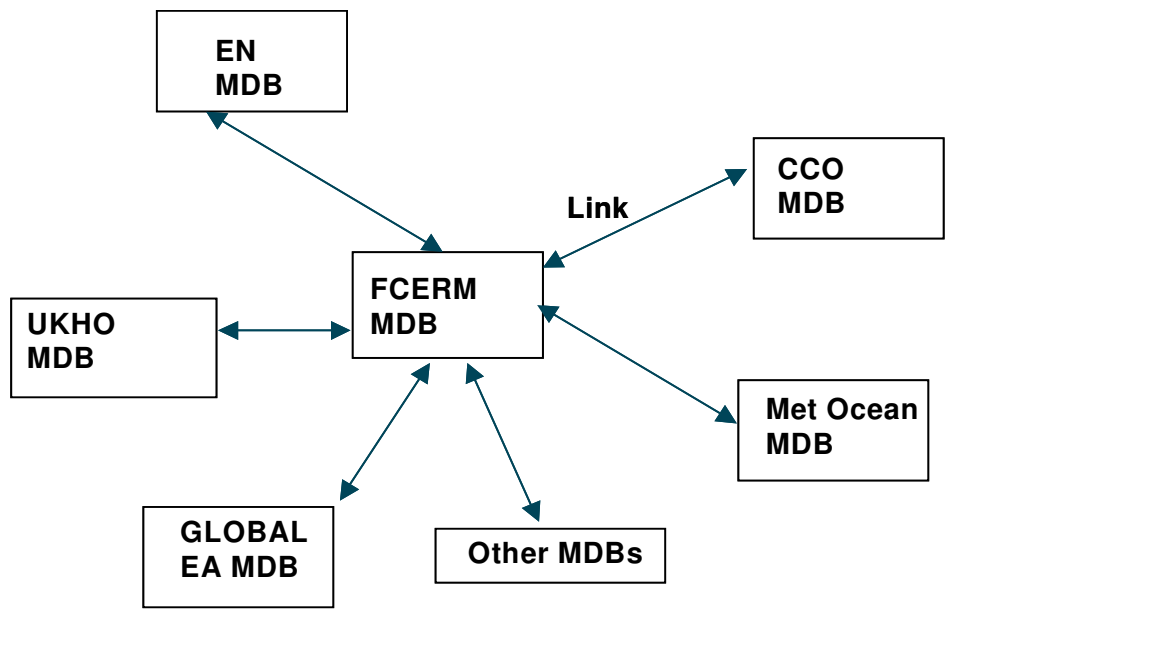 EN
MDB
CCO
MDB
Link
FCERM
MDB
UKHO
MDB
Met Ocean
MDB
GLOBAL
EA MDB
Other MDBs